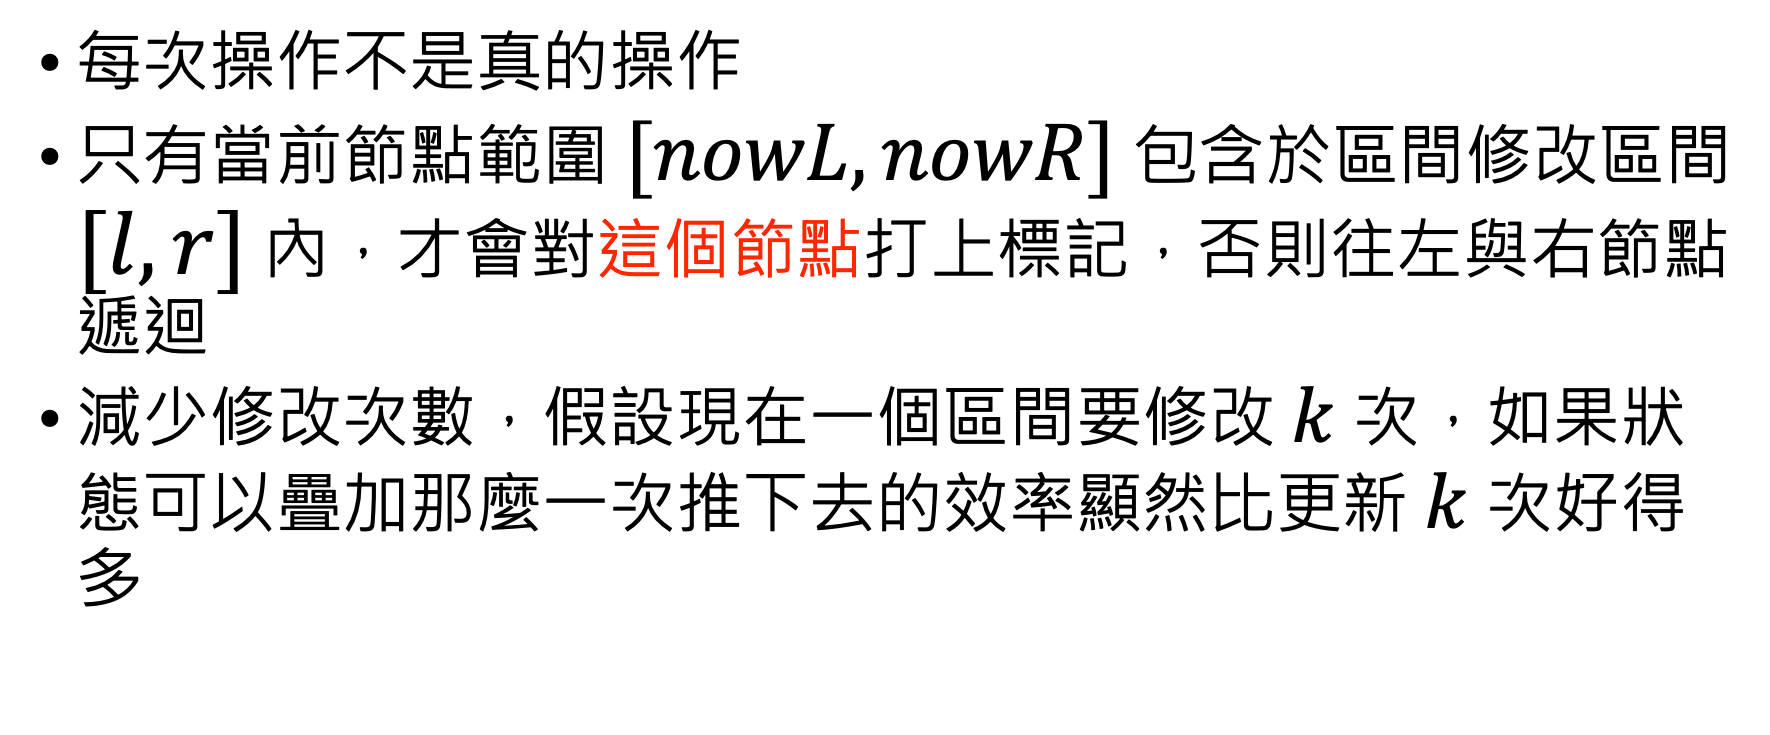 • 每次操作不是真的操作
• 只有當前節點範圍 [nowL, nowR] 包含於區間修改區間
[l, r] 內，才會對這個節點打上標記，否則往左與右節點
遞迴
• 減少修改次數，假設現在一個區間要修改 k 次，如果狀
態可以疊加那麼一次推下去的效率顯然比更新 k 次好得
多